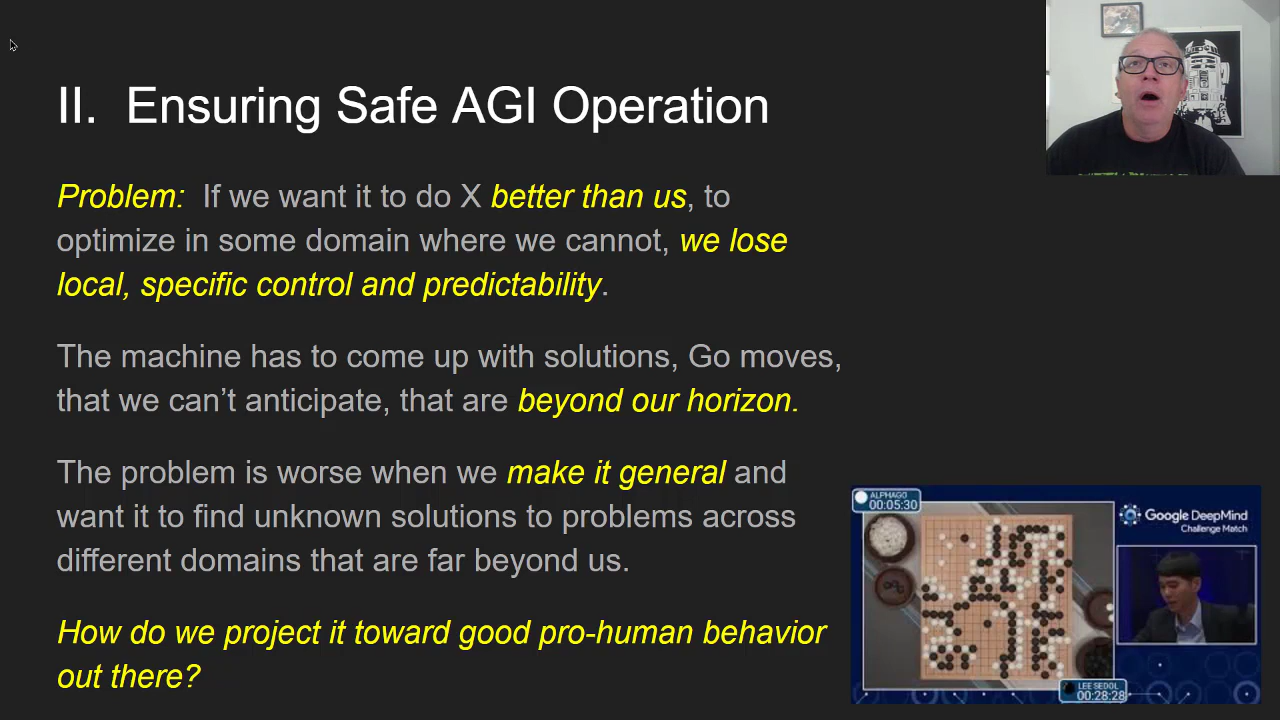 II. Ensuring Safe AGI Operation
Problem: If we want it to do X better than us, to
optimize in some domain where we cannot, we lose
local, specific control and predictability.
The machine has to come up with solutions, Go moves,
that we can’t anticipate, that are beyond our horizon.
The problem is worse when we make it general and
want it to find unknown solutions to problems across
different domains that are far beyond us.
How do we project it toward good pro-human behavior
out there?
ALPHAGO
00:05:30
Google DeepMind
Challenge Match
LEE SEDOL
00:28:28